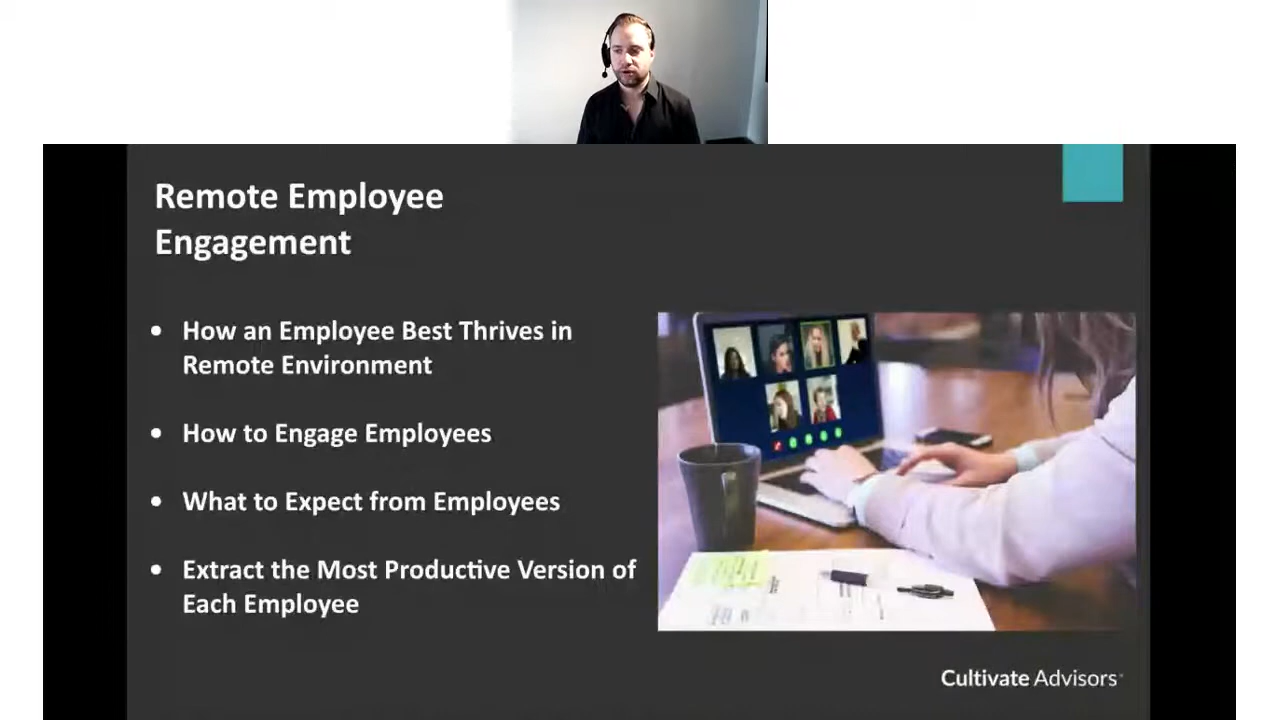 Remote Employee
Engagement
• How an Employee Best Thrives in
Remote Environment
• How to Engage Employees
• What to Expect from Employees
• Extract the Most Productive Version of
Each Employee
Cultivate Advisors